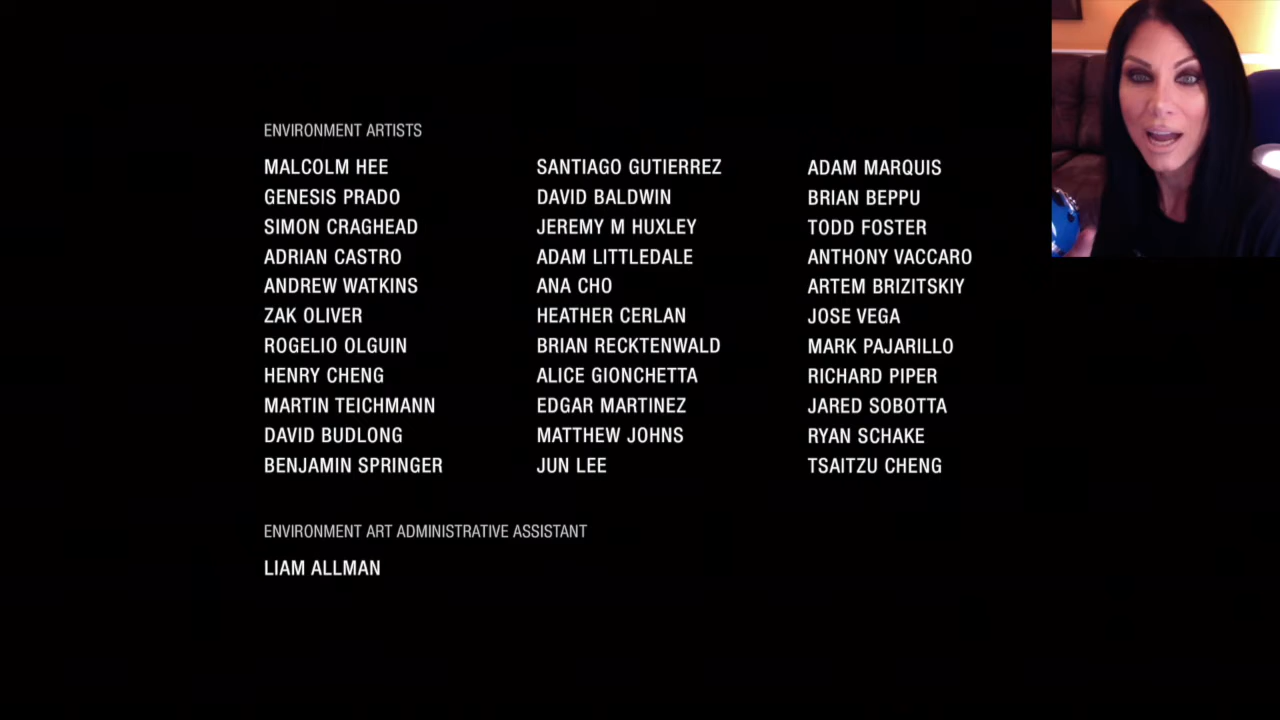 ENVIRONMENT ARTISTS
MALCOLM HEE
GENESIS PRADO
SIMON CRAGHEAD
ADRIAN CASTRO
ANDREW WATKINS
ZAK OLIVER
ROGELIO OLGUIN
HENRY CHENG
MARTIN TEICHMANN
DAVID BUDLONG
BENJAMIN SPRINGER
SANTIAGO GUTIERREZ
DAVID BALDWIN
JEREMY M HUXLEY
ADAM LITTLEDALE
ANA CHO
HEATHER CERLAN
BRIAN RECKTENWALD
ALICE GIONCHETTA
EDGAR MARTINEZ
MATTHEW JOHNS
JUN LEE
ADAM MARQUIS
BRIAN BEPPU
TODD FOSTER
ANTHONY VACCARO
ARTEM BRIZITSKIY
JOSE VEGA
MARK PAJARILLO
RICHARD PIPER
JARED SOBOTTA
RYAN SCHAKE
TSAITZU CHENG
ENVIRONMENT ART ADMINISTRATIVE ASSISTANT
LIAM ALLMAN